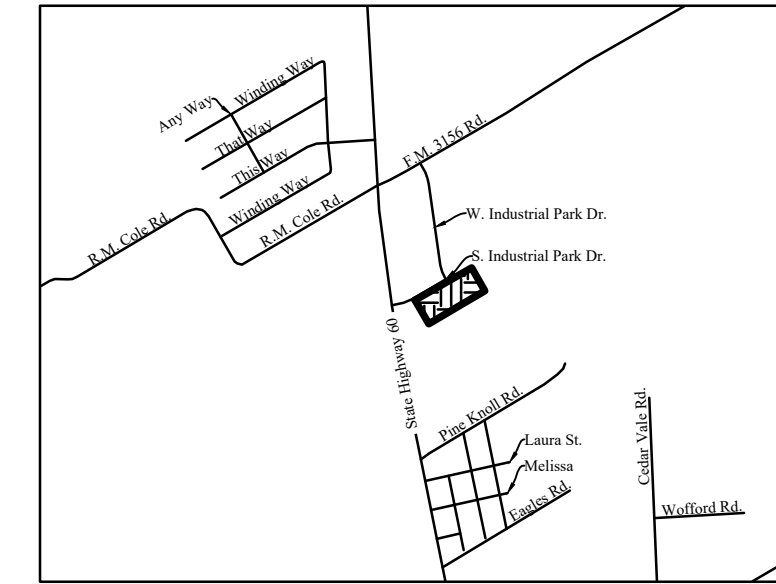 Winding Way
Any Way
That Way
This Way
Winding Way
F.M. 3156 Rd.
R.M. Cole Rd.
R.M. Cole Rd.
W. Industrial Park Dr.
S. Industrial Park Dr.
State Highway 60
Pine Knoll Rd.
Laura St.
Melissa
Eagles Rd.
Cedar Vale Rd.
Wofford Rd.